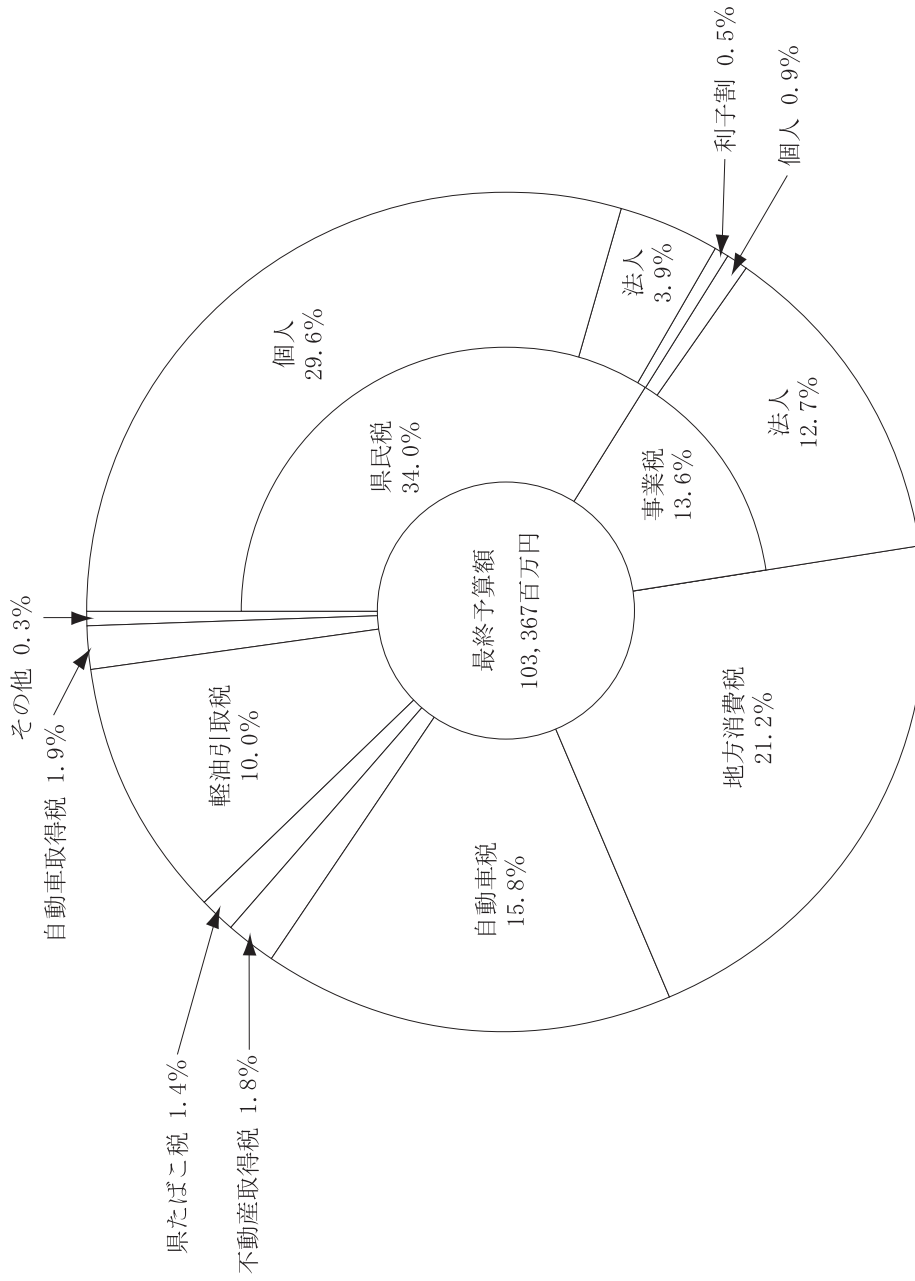 最終予算額
103,367百万円
県民税
34.0%
個人
29.6%
法人
3.9%
利子割 0.5%
事業税
13.6%
個人 0.9%
法人
12.7%
地方消費税
21.2%
自動車税
15.8%
不動産取得税 1.8%
県たばこ税 1.4%
軽油引取税
10.0%
自動車取得税 1.9%
その他 0.3%